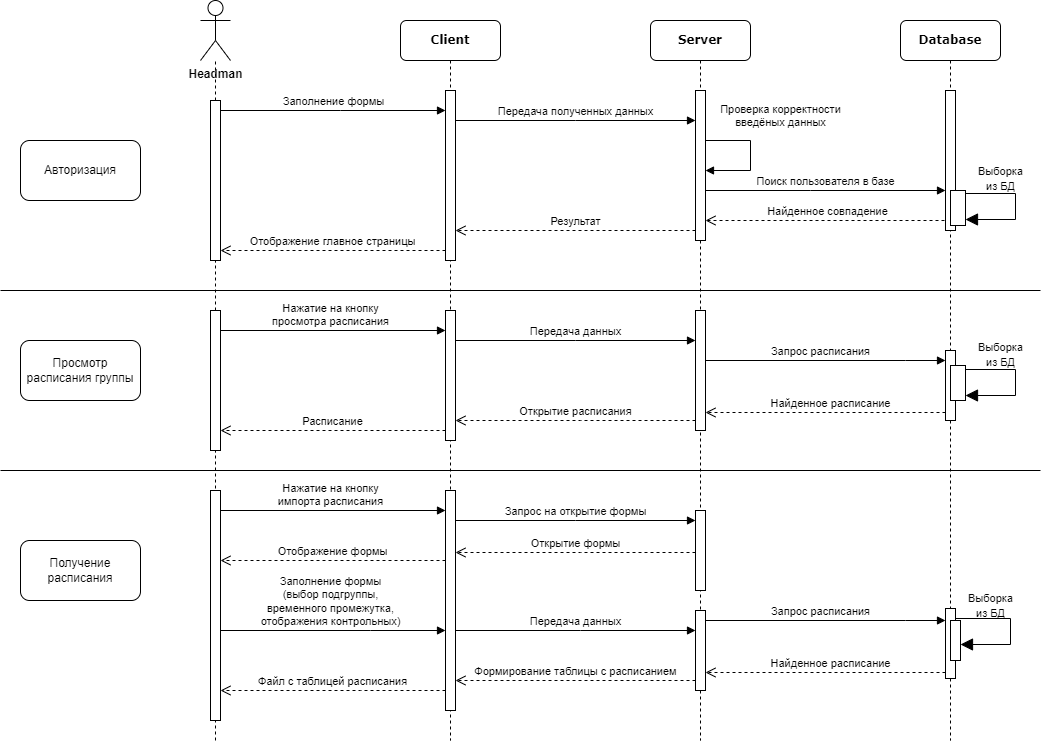 Headman
Client
Server
Database
Авторизация
Заполнение формы
Передача полученных данных
Проверка корректности
введёных данных
Поиск пользователя в базе
Выборка
из БД
Найденное совпадение
Результат
Отображение главное страницы
Просмотр
расписания группы
Нажатие на кнопку
просмотра расписания
Передача данных
Запрос расписания
Выборка
из БД
Найденное расписание
Открытие расписания
Расписание
Получение
расписания
Нажатие на кнопку
импорта расписания
Запрос на открытие формы
Открытие формы
Отображение формы
Заполнение формы
(выбор подгруппы,
временного промежутка,
отображения контрольных)
Передача данных
Запрос расписания
Выборка
из БД
Найденное расписание
Формирование таблицы с расписанием
Файл с таблицей расписания